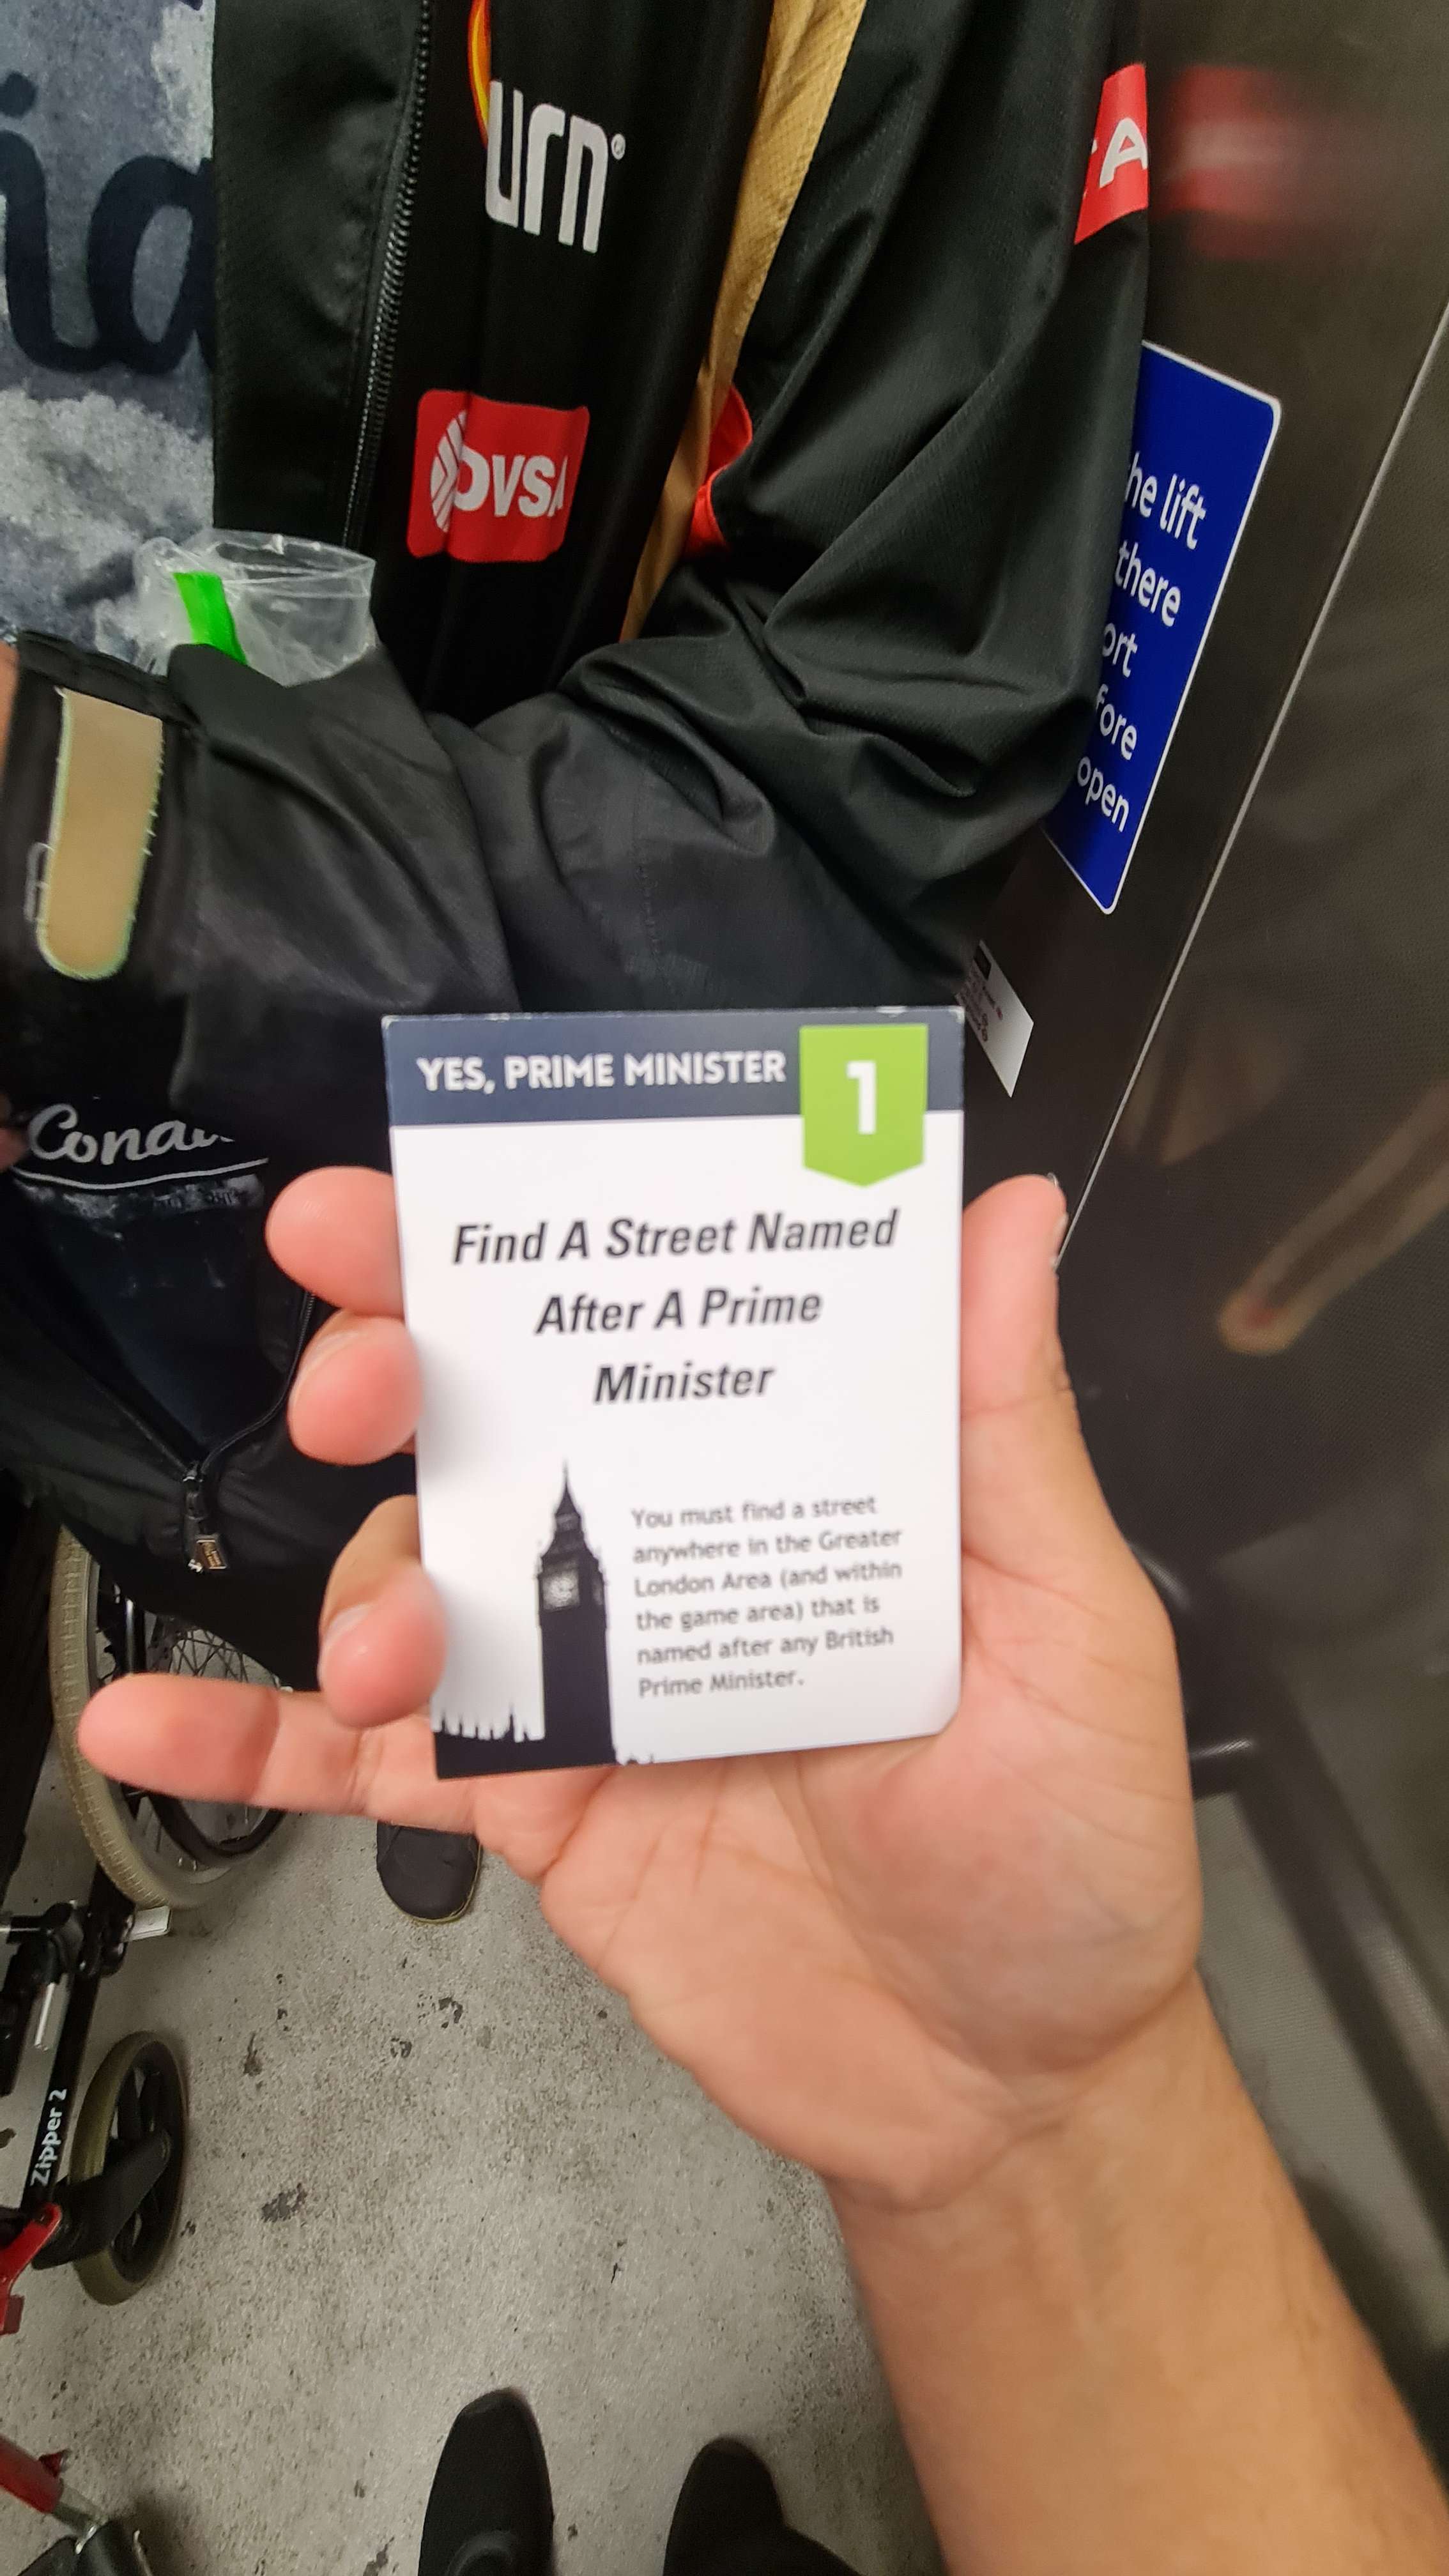 urn®
PDVSA
he lift
there
ort
fore
open
YES, PRIME MINISTER
1
Find A Street Named
After A Prime
Minister
You must find a street
anywhere in the Greater
London Area (and within
the game area) that is
named after any British
Prime Minister.
Zipper 2